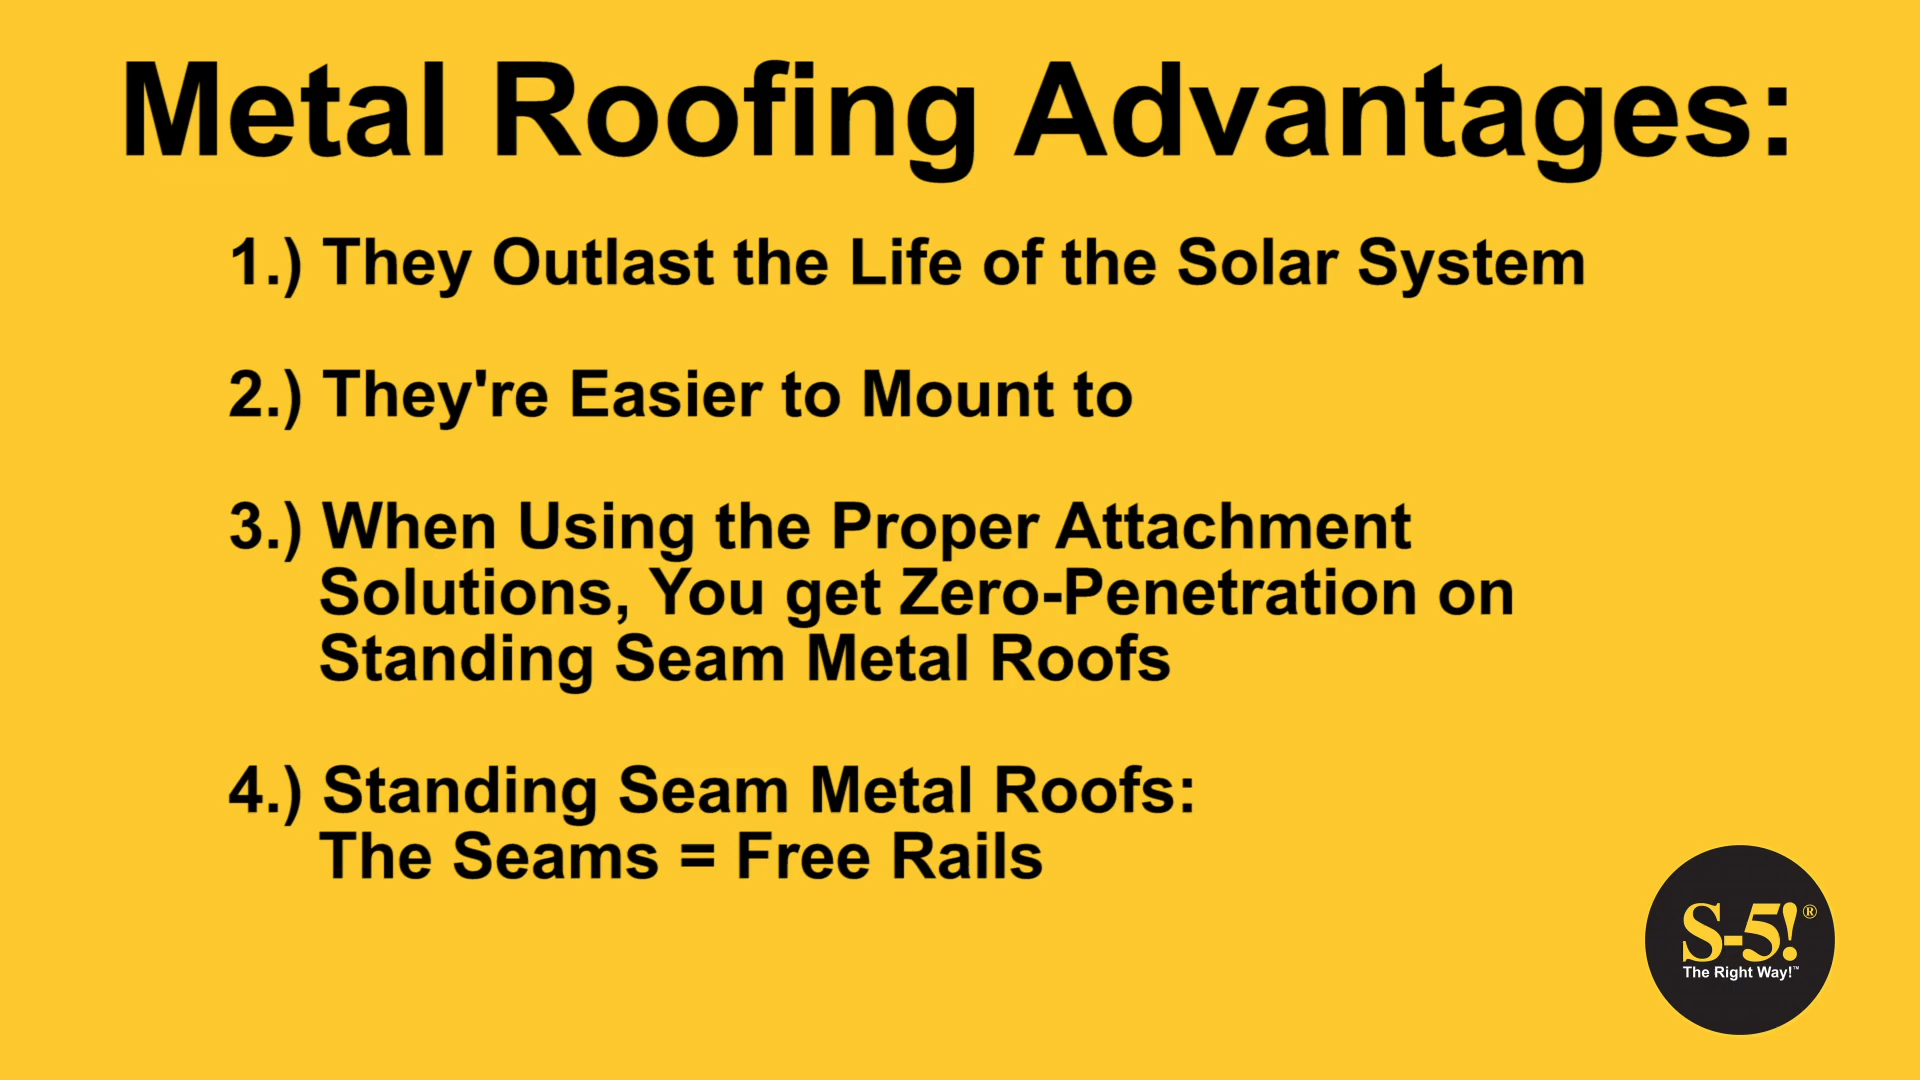 Metal Roofing Advantages:
1.) They Outlast the Life of the Solar System
2.) They're Easier to Mount to
3.) When Using the Proper Attachment
Solutions, You get Zero-Penetration on
Standing Seam Metal Roofs
4.) Standing Seam Metal Roofs:
The Seams = Free Rails
S-5!®
The Right Way!™